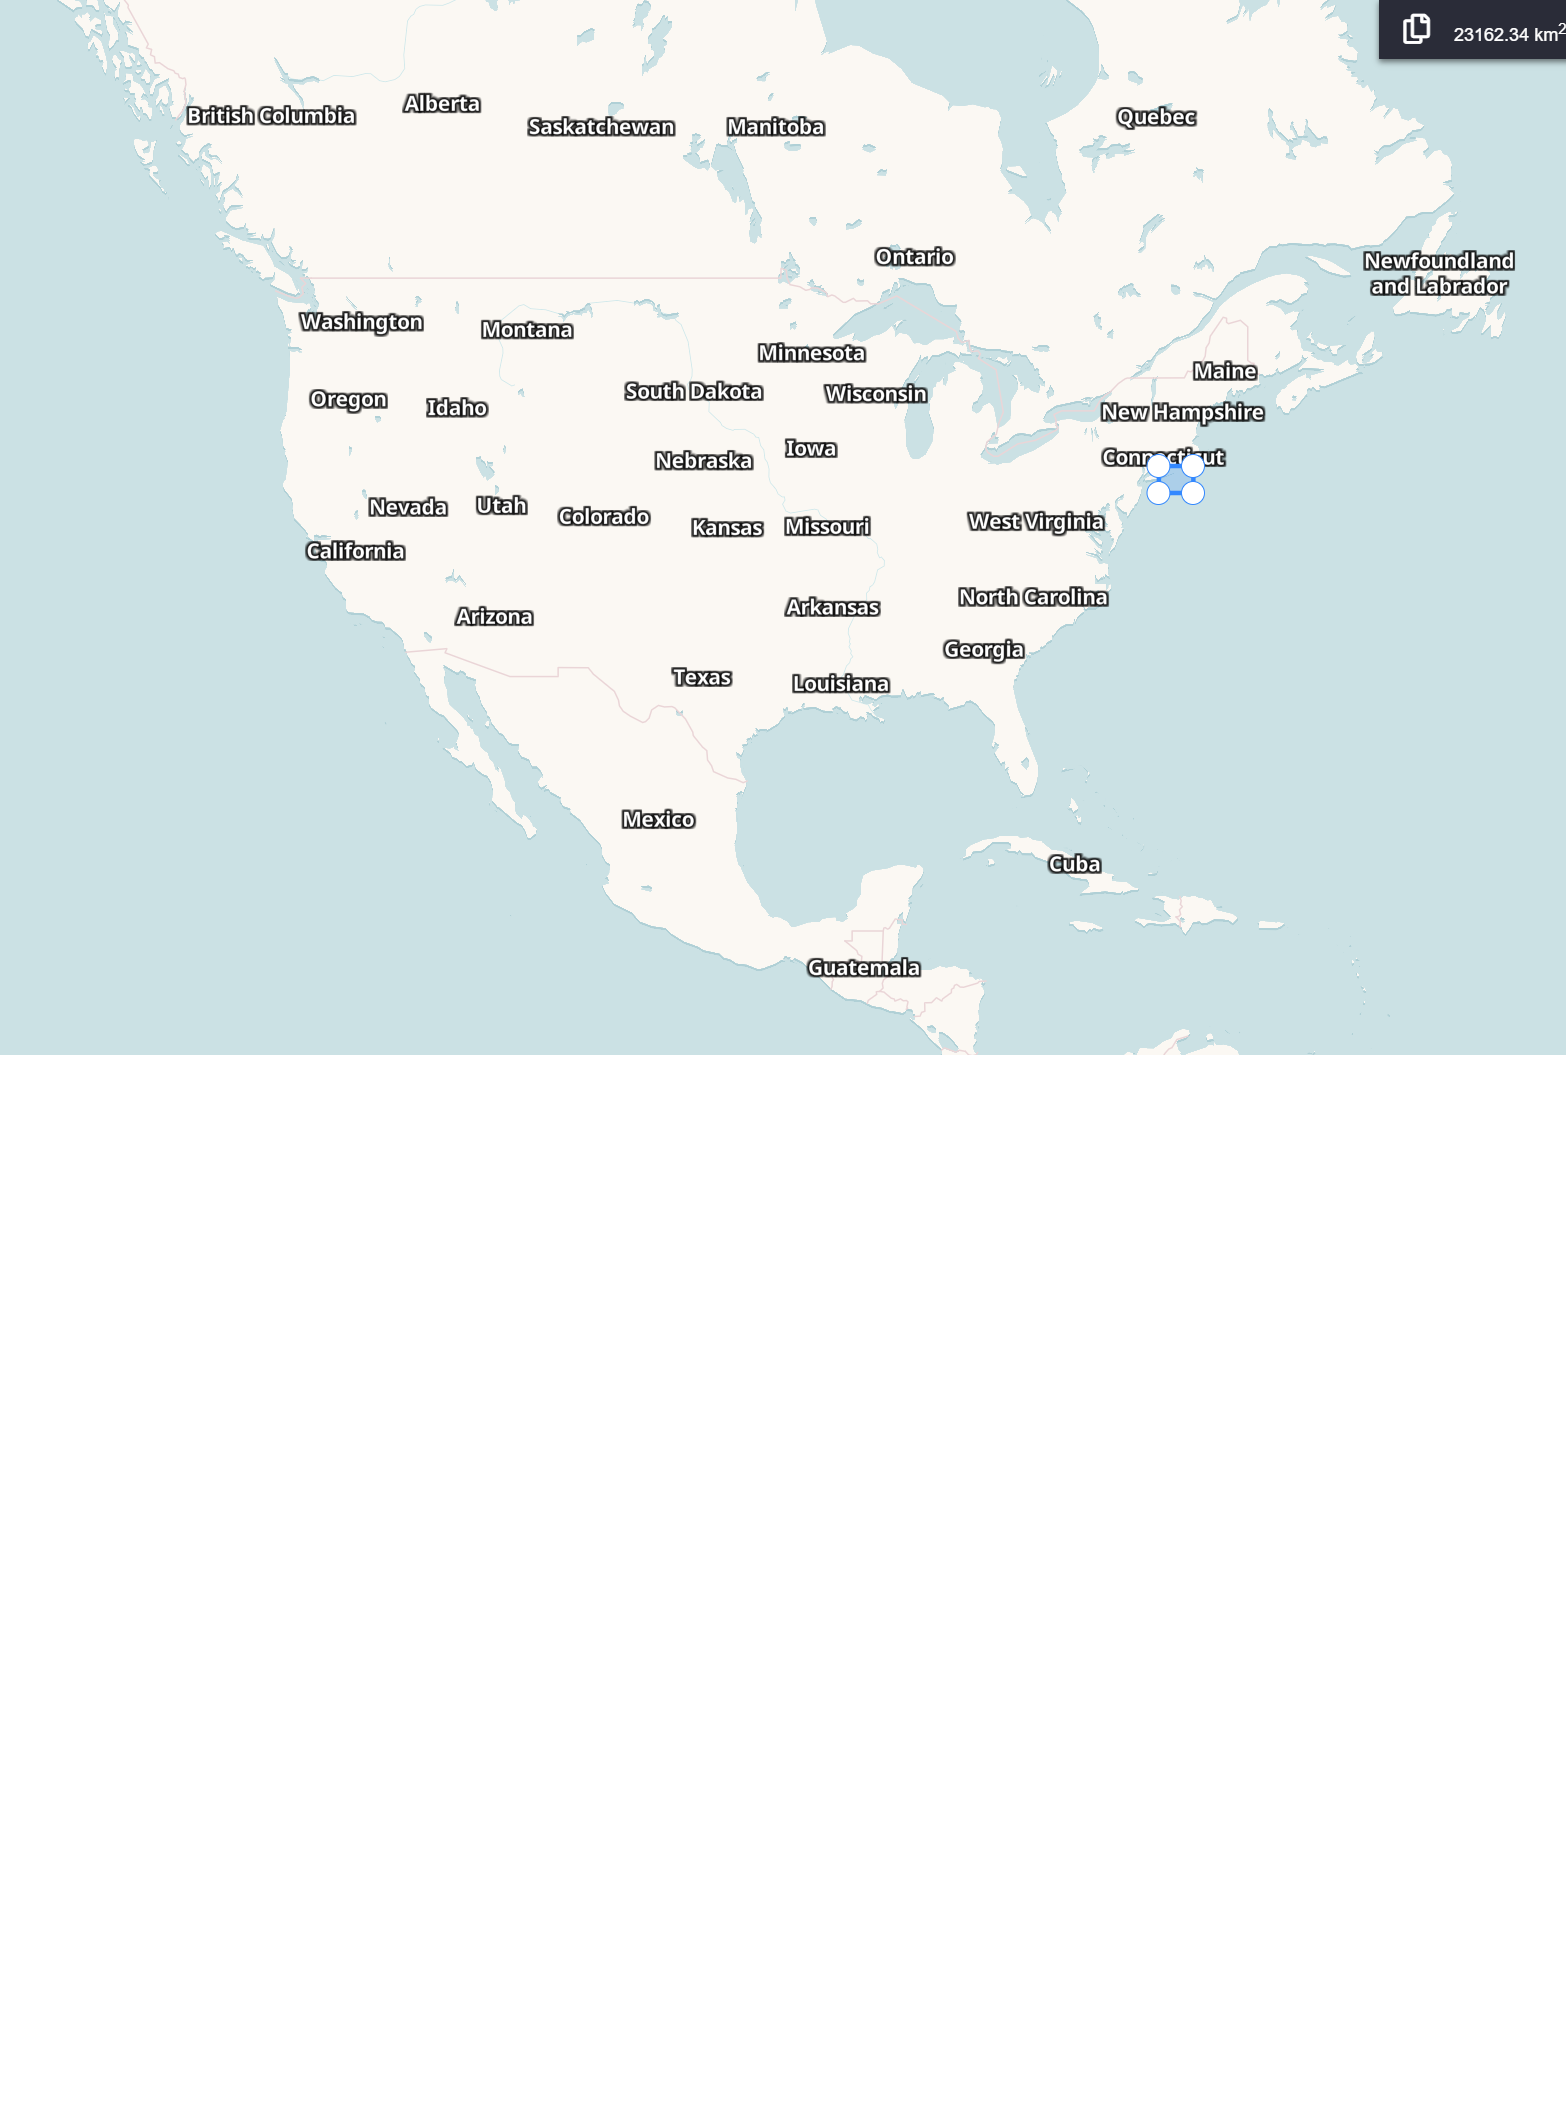 23162.34 km²
British Columbia
Alberta
Saskatchewan
Manitoba
Quebec
Ontario
Newfoundland
and Labrador
Washington
Montana
Minnesota
Maine
Oregon
Idaho
South Dakota
Wisconsin
New Hampshire
Nebraska
Iowa
Connecticut
Nevada
Utah
Colorado
Kansas
Missouri
West Virginia
California
Arizona
Arkansas
North Carolina
Georgia
Texas
Louisiana
Mexico
Cuba
Guatemala